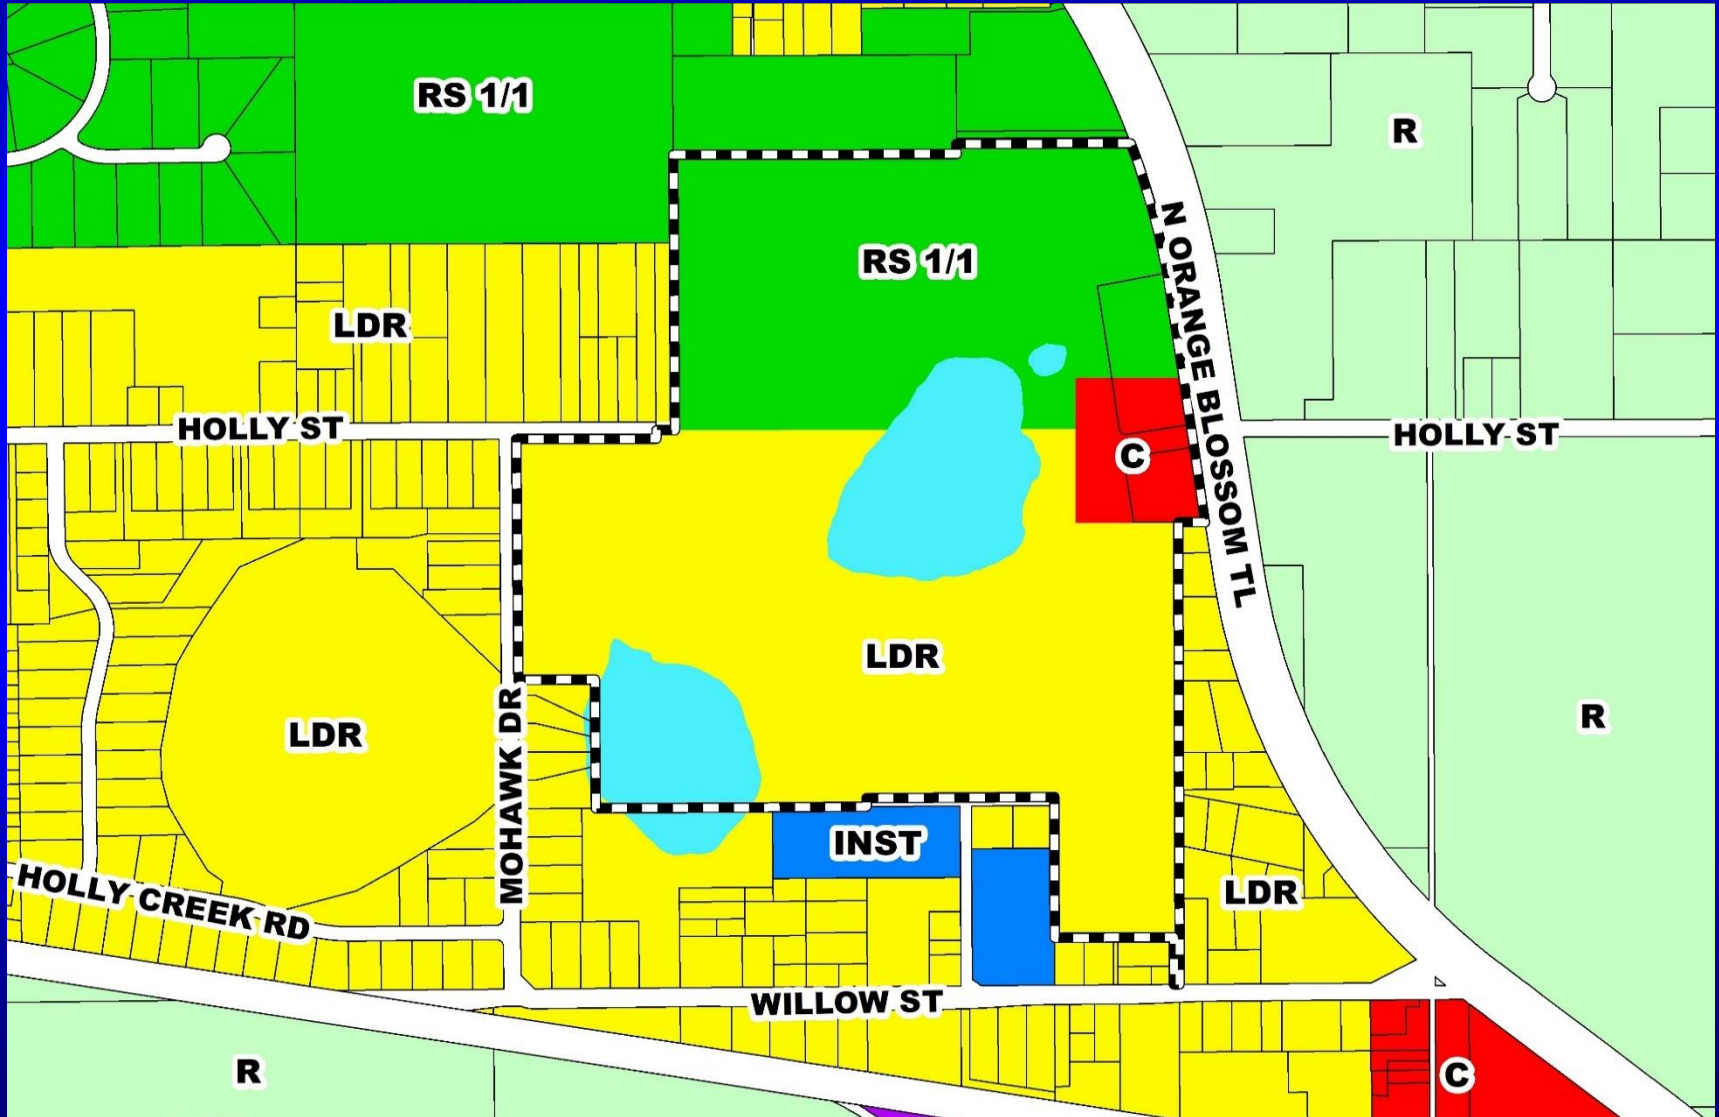 RS 1/1
R
RS 1/1
N ORANGE BLOSSOM TL
LDR
HOLLY ST
HOLLY ST
C
LDR
LDR
R
MOHAWK DR
INST
HOLLY CREEK RD
LDR
WILLOW ST
R
C